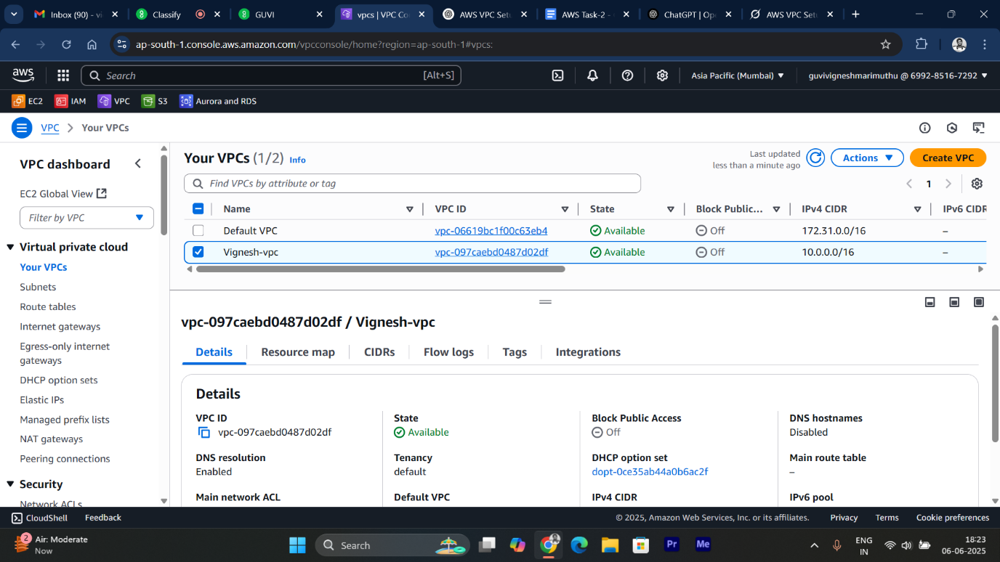 Inbox (90) - vi
Classify
GUVI
vpcs | VPC Co
AWS VPC Setu
AWS Task-2 -
ChatGPT | Ope
AWS VPC Setu
ap-south-1.console.aws.amazon.com/vpcconsole/home?region=ap-south-1#vpcs:
aws
Search
[Alt+S]
Asia Pacific (Mumbai)
guvivigneshmarimuthu @ 6992-8516-7292
EC2
IAM
VPC
S3
Aurora and RDS
VPC
Your VPCs
VPC dashboard
EC2 Global View
Filter by VPC
Virtual private cloud
Your VPCs
Subnets
Route tables
Internet gateways
Egress-only internet
gateways
DHCP option sets
Elastic IPs
Managed prefix lists
NAT gateways
Peering connections
Security
Network ACLs
Your VPCs (1/2) Info
Last updated
less than a minute ago
Actions
Create VPC
Find VPCs by attribute or tag
1
Name VPC ID State Block Public... IPv4 CIDR IPv6 CIDR
Default VPC vpc-06619bc1f00c63eb4 Available Off 172.31.0.0/16 –
Vignesh-vpc vpc-097caebd0487d02df Available Off 10.0.0.0/16 –
vpc-097caebd0487d02df / Vignesh-vpc
Details Resource map CIDRs Flow logs Tags Integrations
Details
VPC ID State Block Public Access DNS hostnames
vpc-097caebd0487d02df Available Off Disabled
DNS resolution Tenancy DHCP option set Main route table
Enabled default dopt-0ce35ab44a0b6ac2f –
Main network ACL Default VPC IPv4 CIDR IPv6 pool
CloudShell Feedback © 2025, Amazon Web Services, Inc. or its affiliates. Privacy Terms Cookie preferences
2
Air: Moderate
Now
Search
Pr
Me
ENG
IN
18:23
06-06-2025